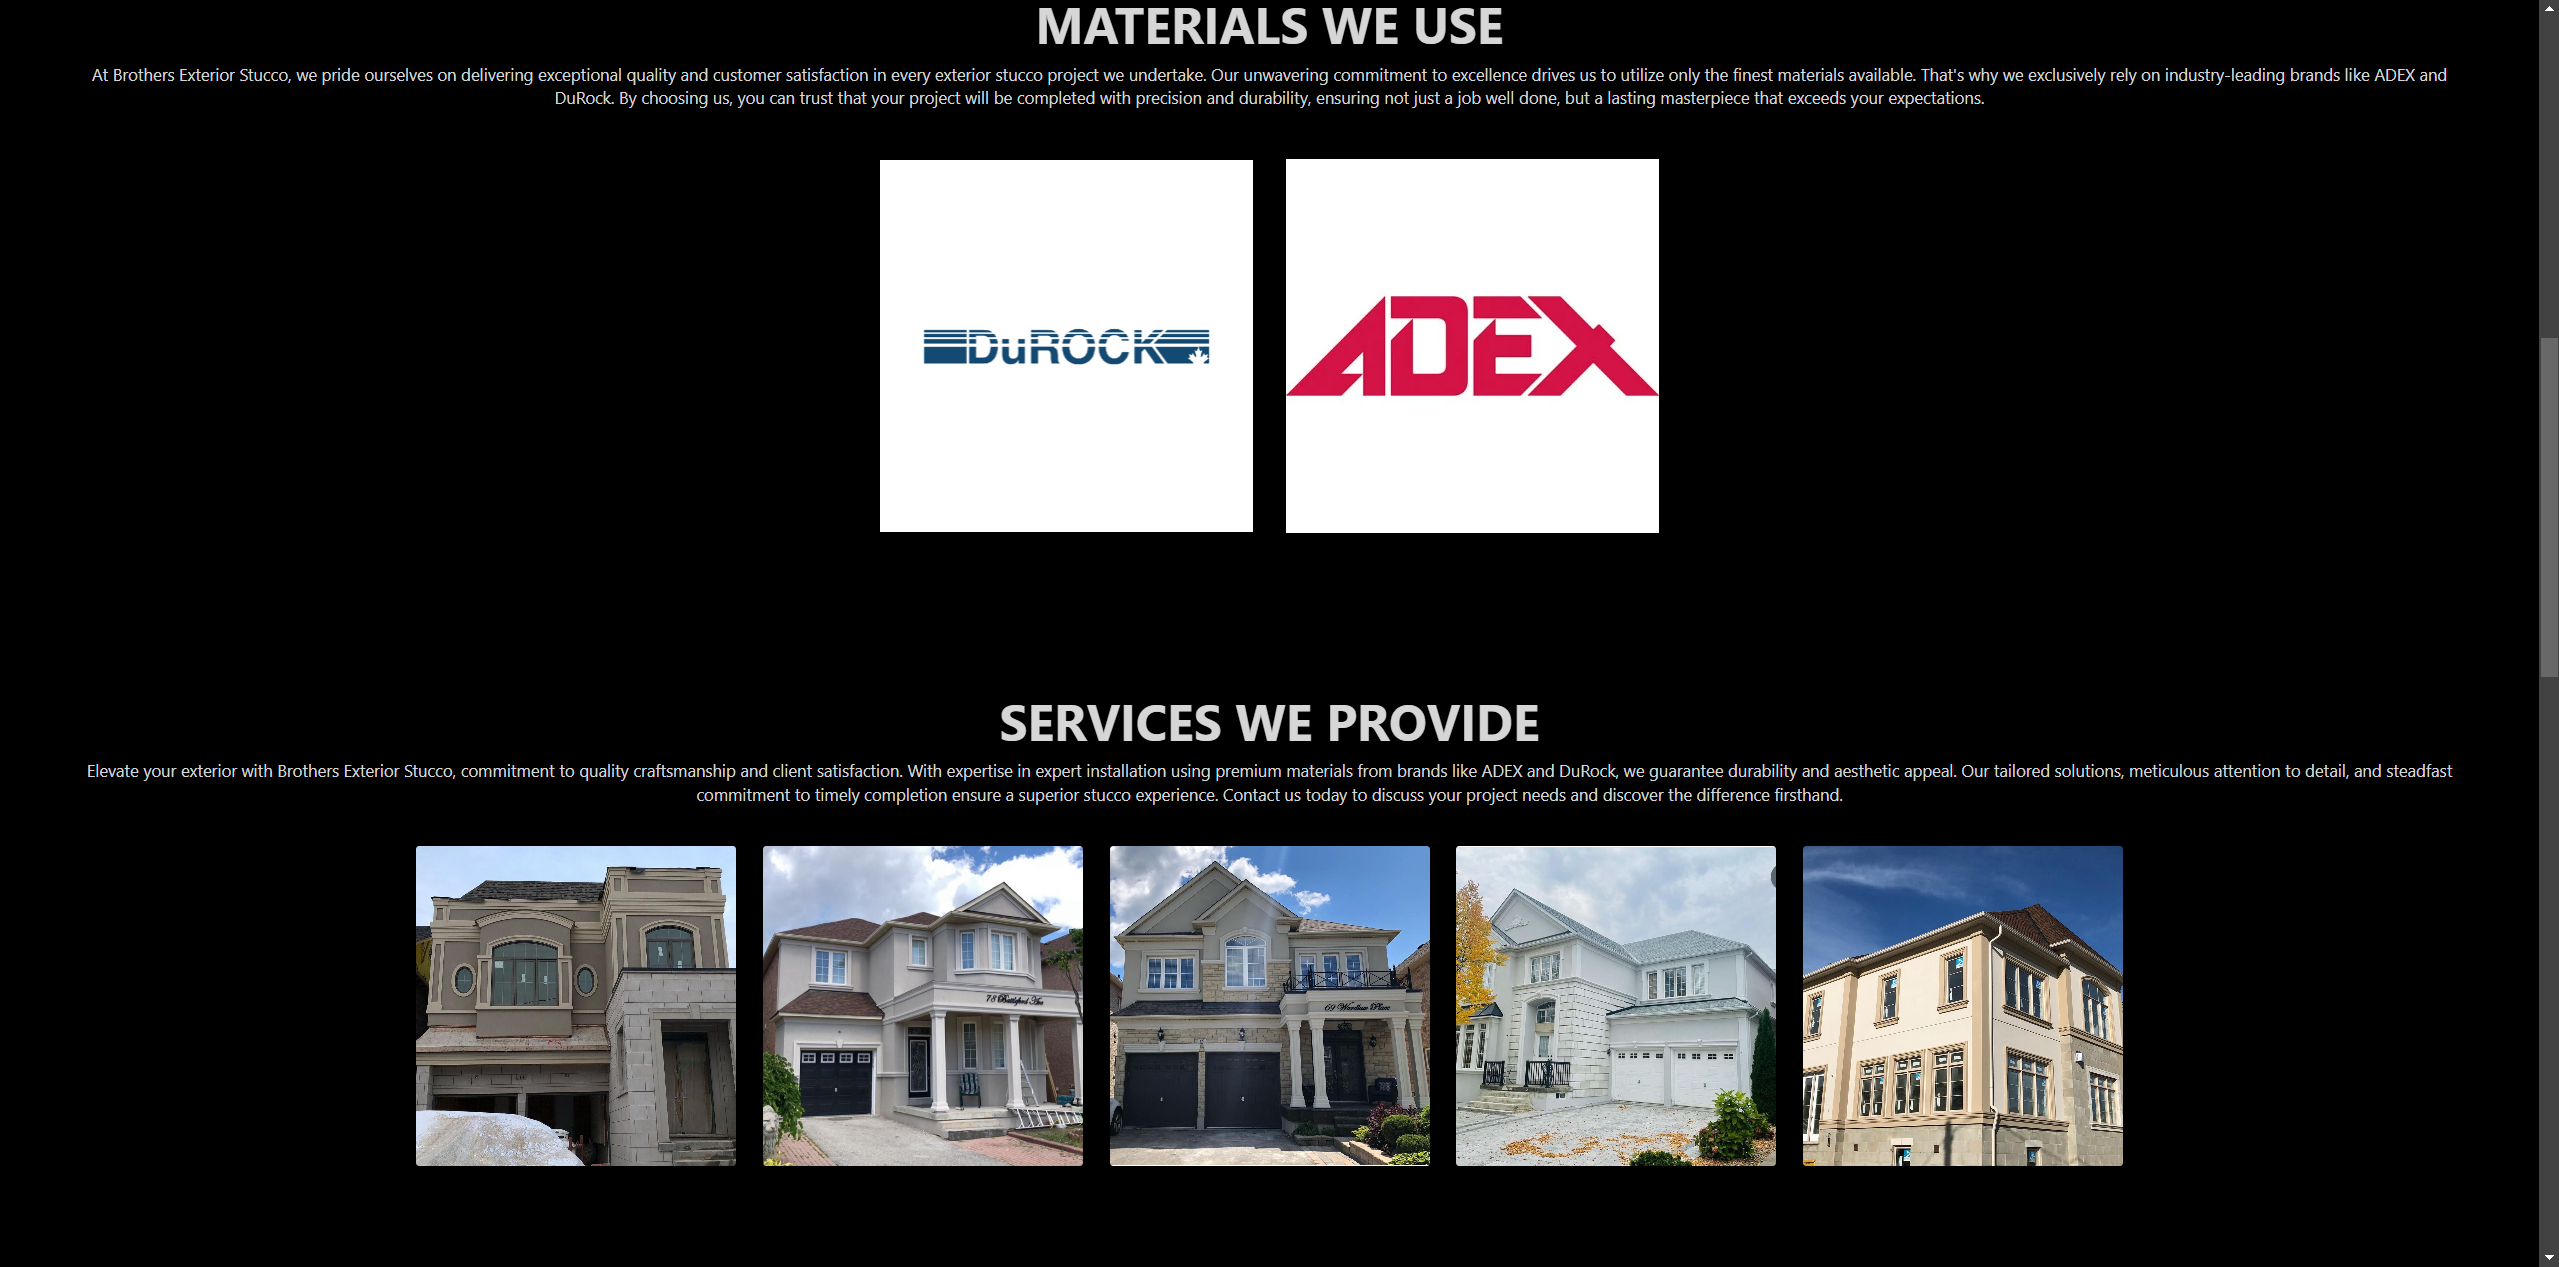 MATERIALS WE USE
At Brothers Exterior Stucco, we pride ourselves on delivering exceptional quality and customer satisfaction in every exterior stucco project we undertake. Our unwavering commitment to excellence drives us to utilize only the finest materials available. That's why we exclusively rely on industry-leading brands like ADEX and
DuRock. By choosing us, you can trust that your project will be completed with precision and durability, ensuring not just a job well done, but a lasting masterpiece that exceeds your expectations.
DuROCK
ADEX
SERVICES WE PROVIDE
Elevate your exterior with Brothers Exterior Stucco, commitment to quality craftsmanship and client satisfaction. With expertise in expert installation using premium materials from brands like ADEX and DuRock, we guarantee durability and aesthetic appeal. Our tailored solutions, meticulous attention to detail, and steadfast
commitment to timely completion ensure a superior stucco experience. Contact us today to discuss your project needs and discover the difference firsthand.
78 Ave
69 Wardlaw Place